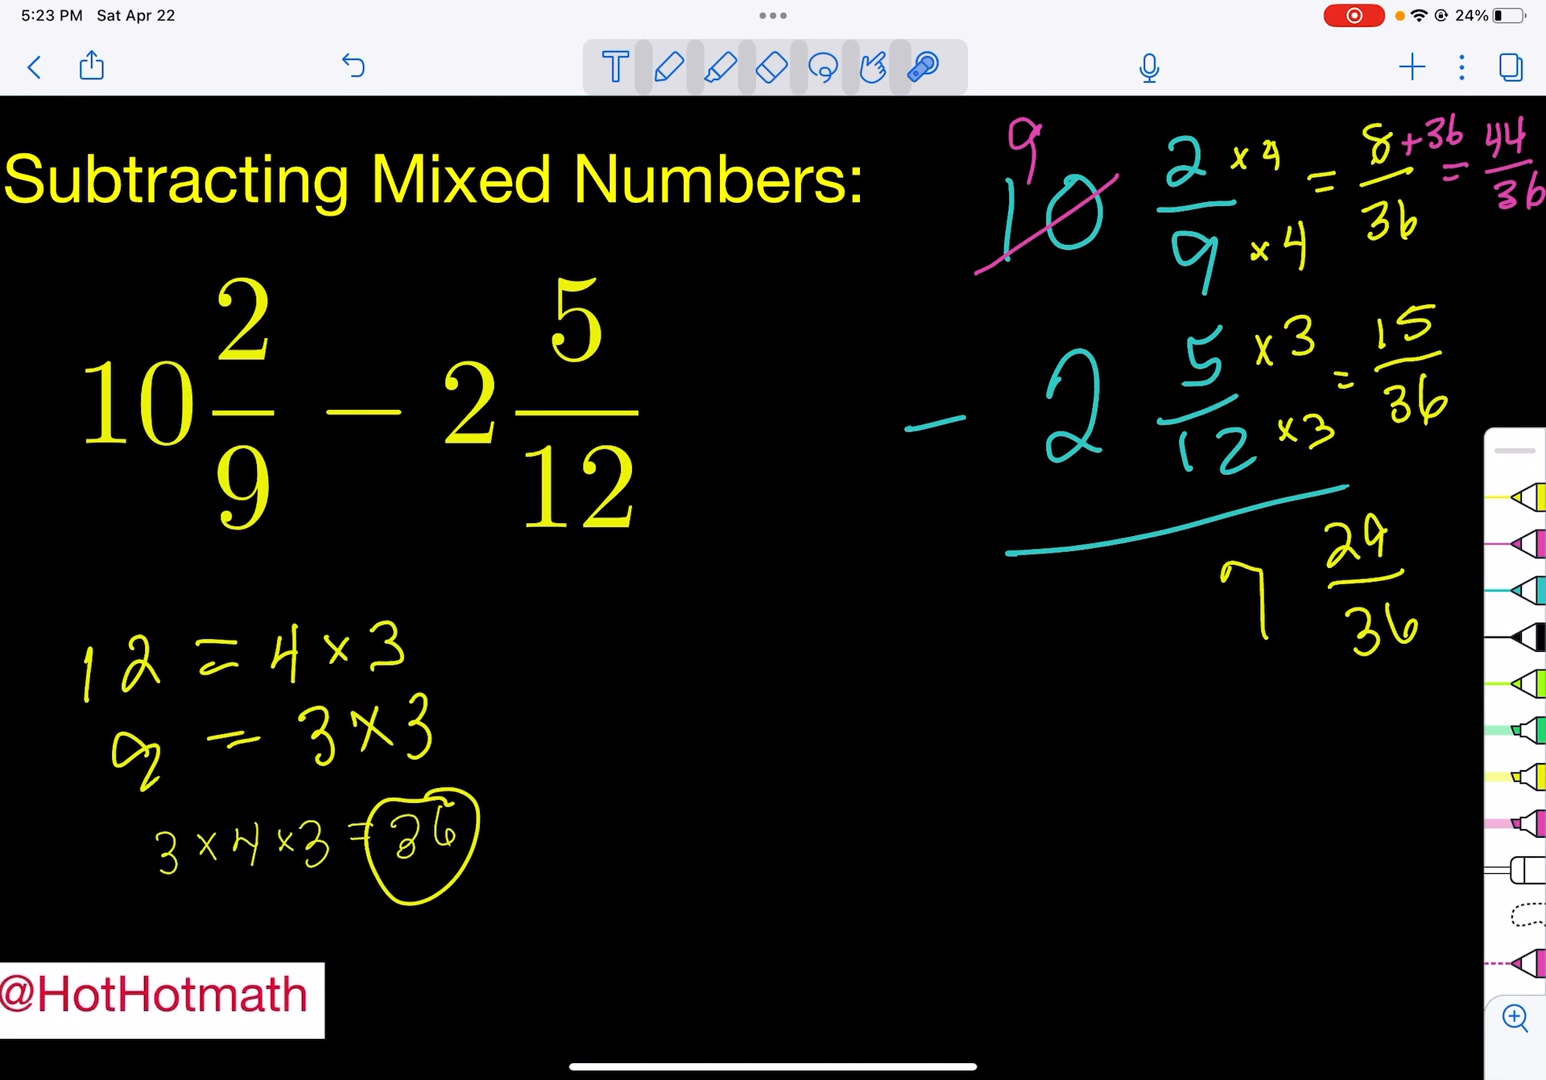 5:23 PM Sat Apr 22
24%
T
Subtracting Mixed Numbers:
10 2/9 − 2 5/12
9
10 2/9 ×4 ×4 = 8/36 +36 = 44/36
− 2 5/12 ×3 ×3 = 15/36
7 29/36
12 = 4 × 3
9 = 3 × 3
3 × 4 × 3 = 36
@HotHotmath